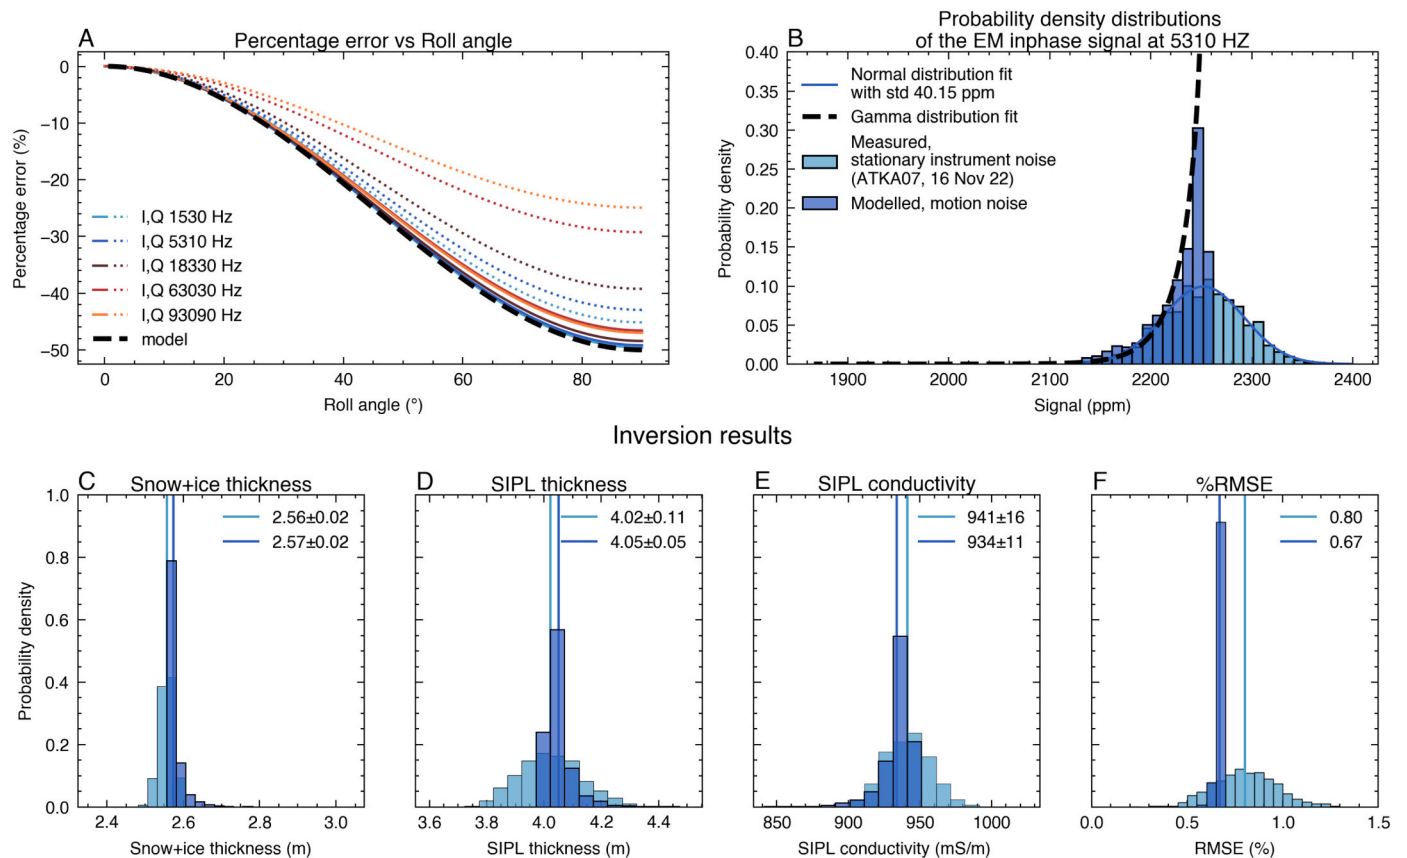 A
Percentage error vs Roll angle
Percentage error (%)
0
−10
−20
−30
−40
−50
I,Q 1530 Hz
I,Q 5310 Hz
I,Q 18330 Hz
I,Q 63030 Hz
I,Q 93090 Hz
model
0 20 40 60 80
Roll angle (°)
B
Probability density distributions
of the EM inphase signal at 5310 HZ
Probability density
0.40
0.35
0.30
0.25
0.20
0.15
0.10
0.05
0.00
Normal distribution fit
with std 40.15 ppm
Gamma distribution fit
Measured,
stationary instrument noise
(ATKA07, 16 Nov 22)
Modelled, motion noise
1900 2000 2100 2200 2300 2400
Signal (ppm)
Inversion results
C
Snow+ice thickness
Probability density
1.0
0.8
0.6
0.4
0.2
0.0
2.56±0.02
2.57±0.02
2.4 2.6 2.8 3.0
Snow+ice thickness (m)
D
SIPL thickness
4.02±0.11
4.05±0.05
3.6 3.8 4.0 4.2 4.4
SIPL thickness (m)
E
SIPL conductivity
941±16
934±11
850 900 950 1000
SIPL conductivity (mS/m)
F
%RMSE
0.80
0.67
0.0 0.5 1.0 1.5
RMSE (%)